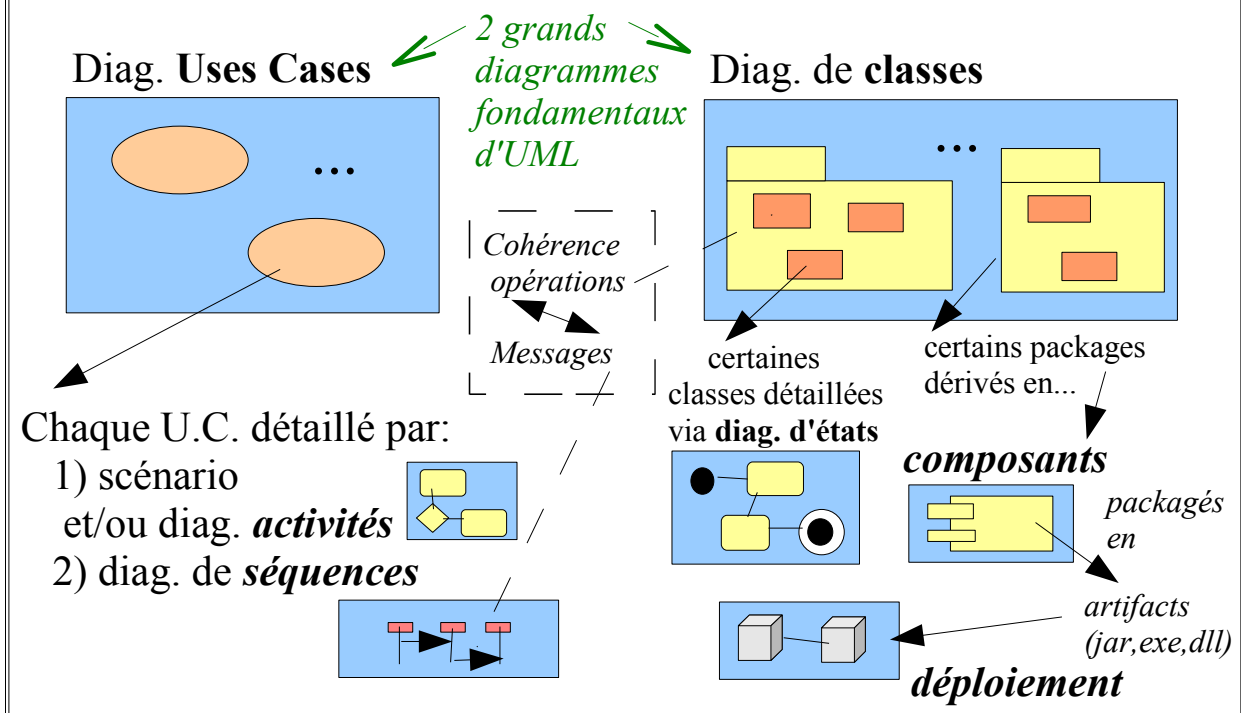 2 grands
diagrammes
fondamentaux
d'UML
Diag. Uses Cases
Diag. de classes
...
...
Cohérence
opérations
Messages
certaines
classes détaillées
via diag. d'états
certains packages
dérivés en...
Chaque U.C. détaillé par:
1) scénario
et/ou diag. activités
2) diag. de séquences
composants
packagés
en
artifacts
(jar,exe,dll)
déploiement